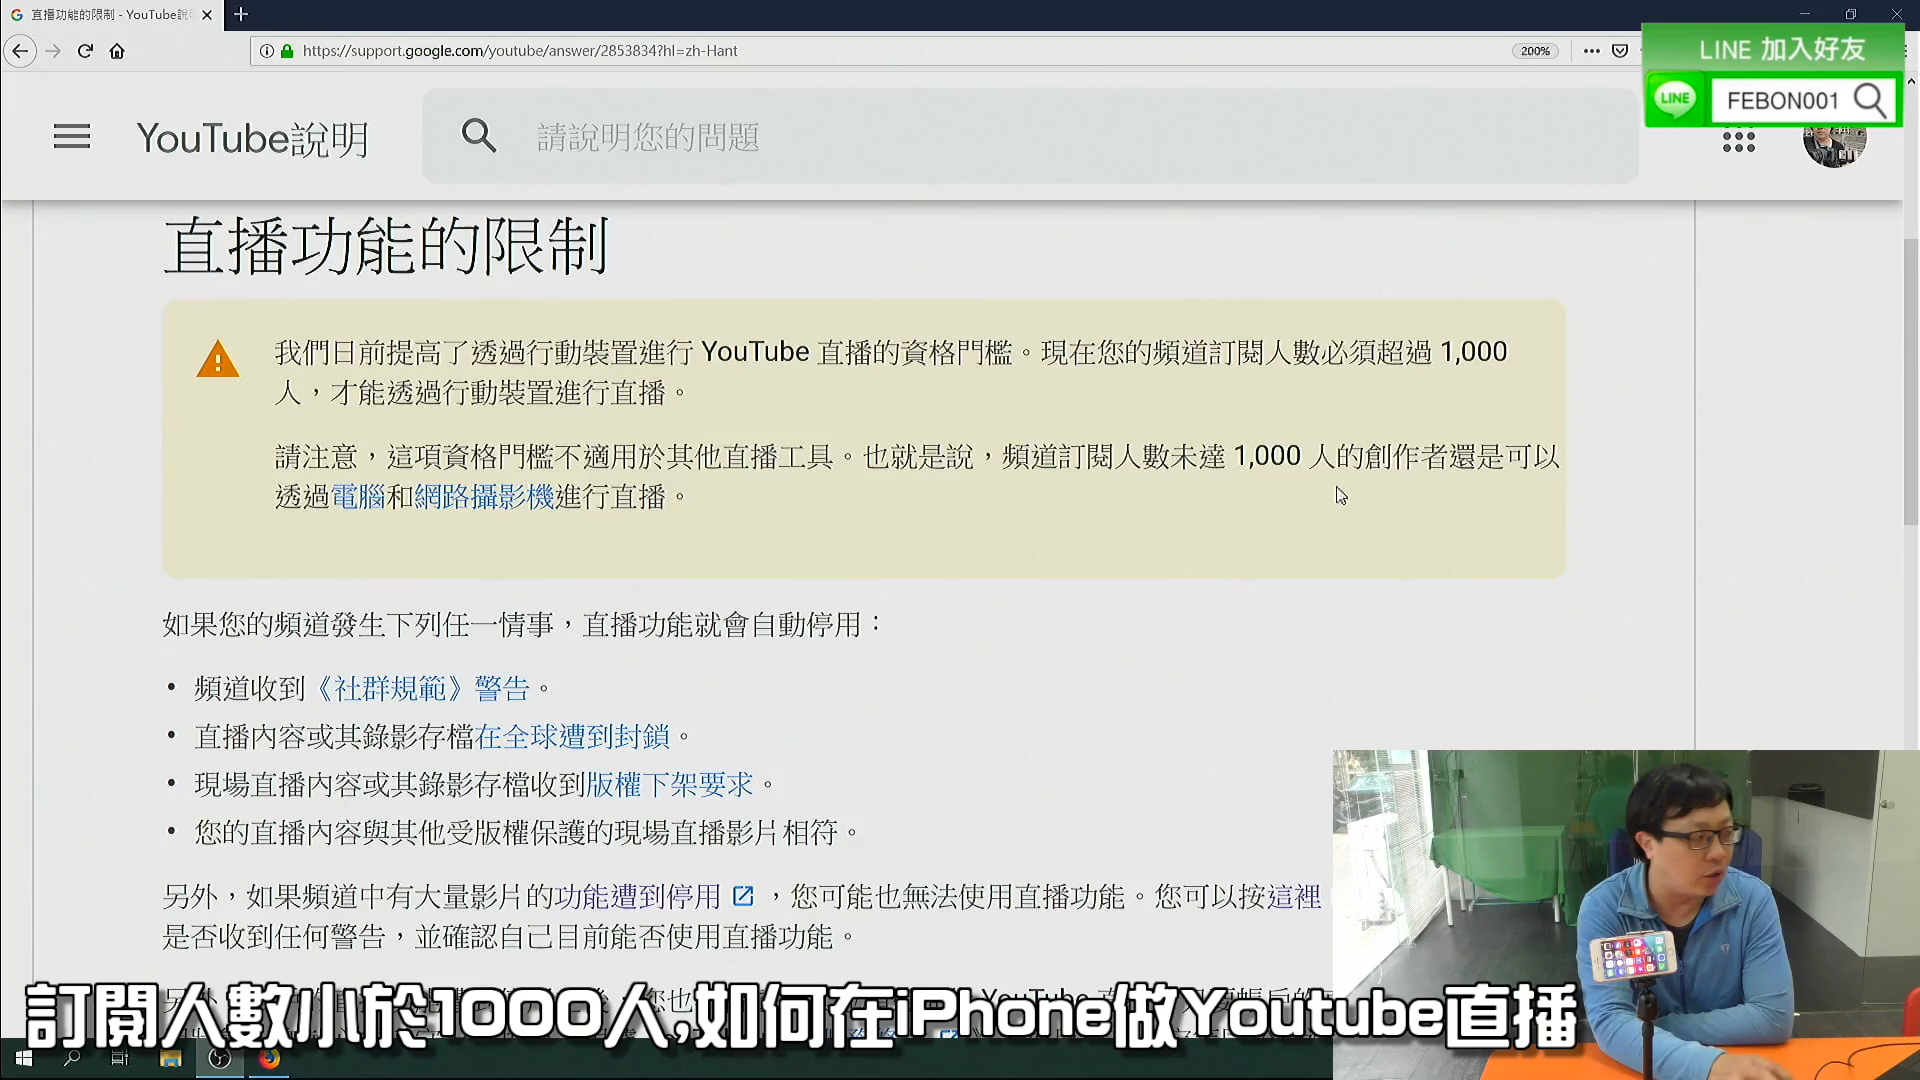 直播功能的限制 - YouTube說
https://support.google.com/youtube/answer/2853834?hl=zh-Hant
200%
LINE 加入好友
LINE
FEBON001
YouTube說明
請說明您的問題
直播功能的限制
我們日前提高了透過行動裝置進行 YouTube 直播的資格門檻。現在您的頻道訂閱人數必須超過 1,000
人，才能透過行動裝置進行直播。
請注意，這項資格門檻不適用於其他直播工具。也就是說，頻道訂閱人數未達 1,000 人的創作者還是可以
透過電腦和網路攝影機進行直播。
如果您的頻道發生下列任一情事，直播功能就會自動停用：
• 頻道收到《社群規範》警告。
• 直播內容或其錄影存檔在全球遭到封鎖。
• 現場直播內容或其錄影存檔收到版權下架要求。
• 您的直播內容與其他受版權保護的現場直播影片相符。
另外，如果頻道中有大量影片的功能遭到停用，您可能也無法使用直播功能。您可以按這裡
是否收到任何警告，並確認自己目前能否使用直播功能。
訂閱人數小於1000人,如何在iPhone做Youtube直播